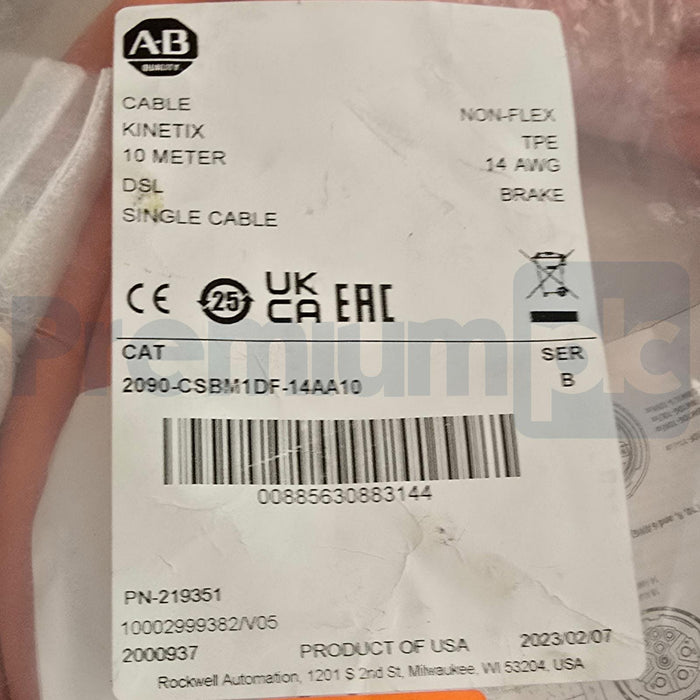 A-B
QUALITY
CABLE
NON-FLEX
KINETIX
TPE
10 METER
14 AWG
DSL
BRAKE
SINGLE CABLE
CE 25 UK CA EAC
Premiumplc
CAT
SER
2090-CSBM1DF-14AA10
B
00885630883144
PN-219351
10002999382/V05
2000937
PRODUCT OF USA
2023/02/07
Rockwell Automation, 1201 S 2nd St, Milwaukee, WI 53204, USA